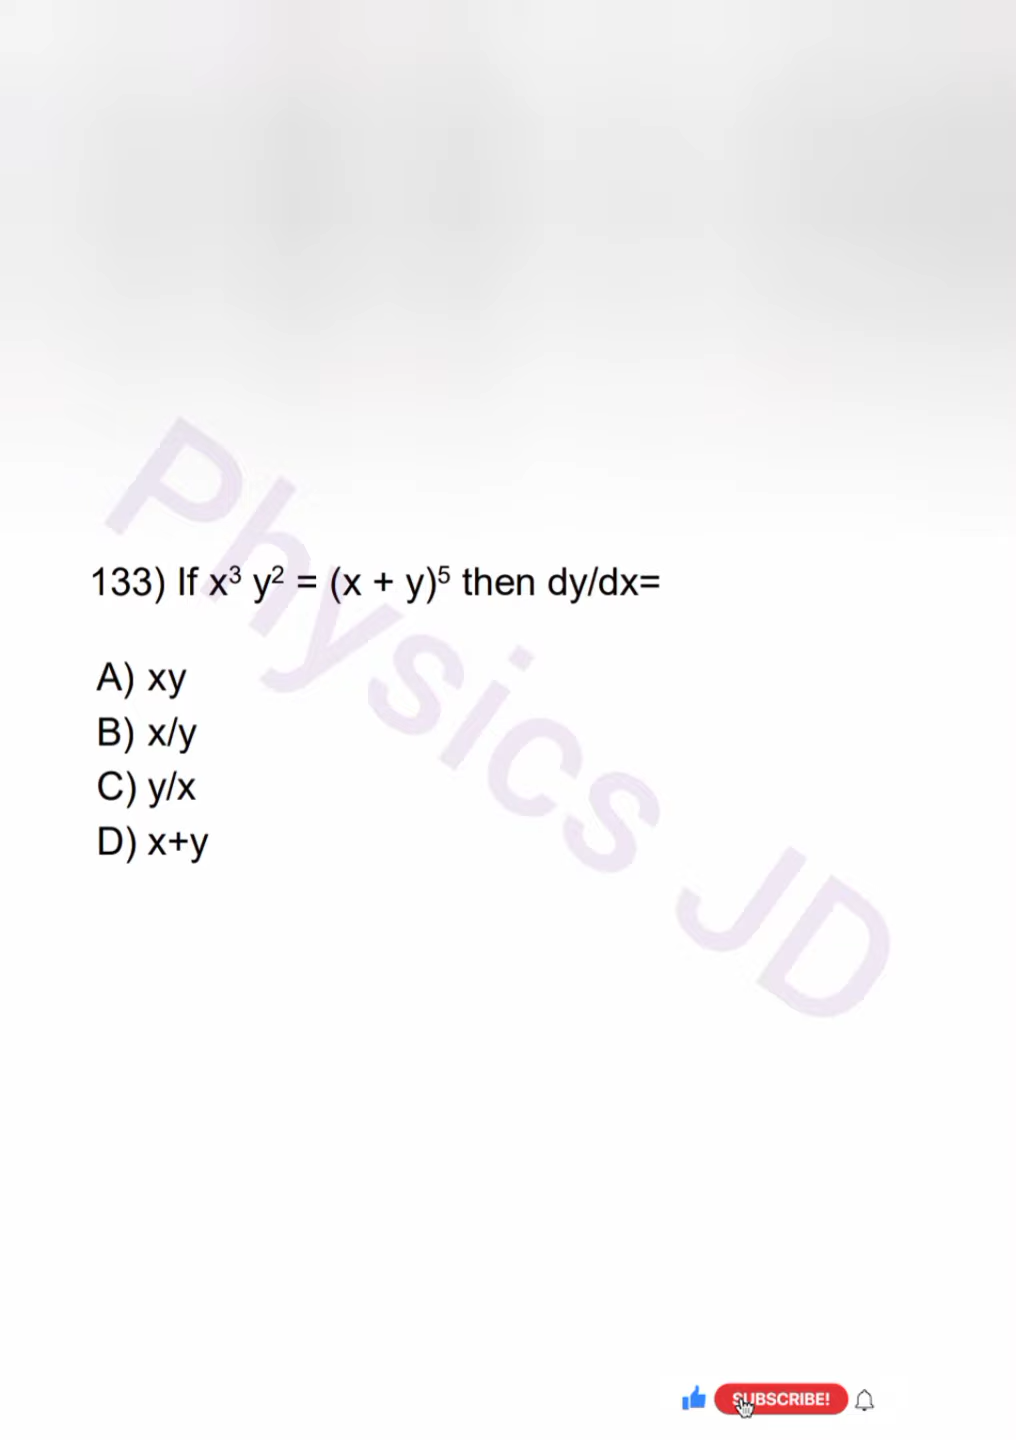 133) If x³ y² = (x + y)⁵ then dy/dx=
A) xy
B) x/y
C) y/x
D) x+y
Physics JD
SUBSCRIBE!